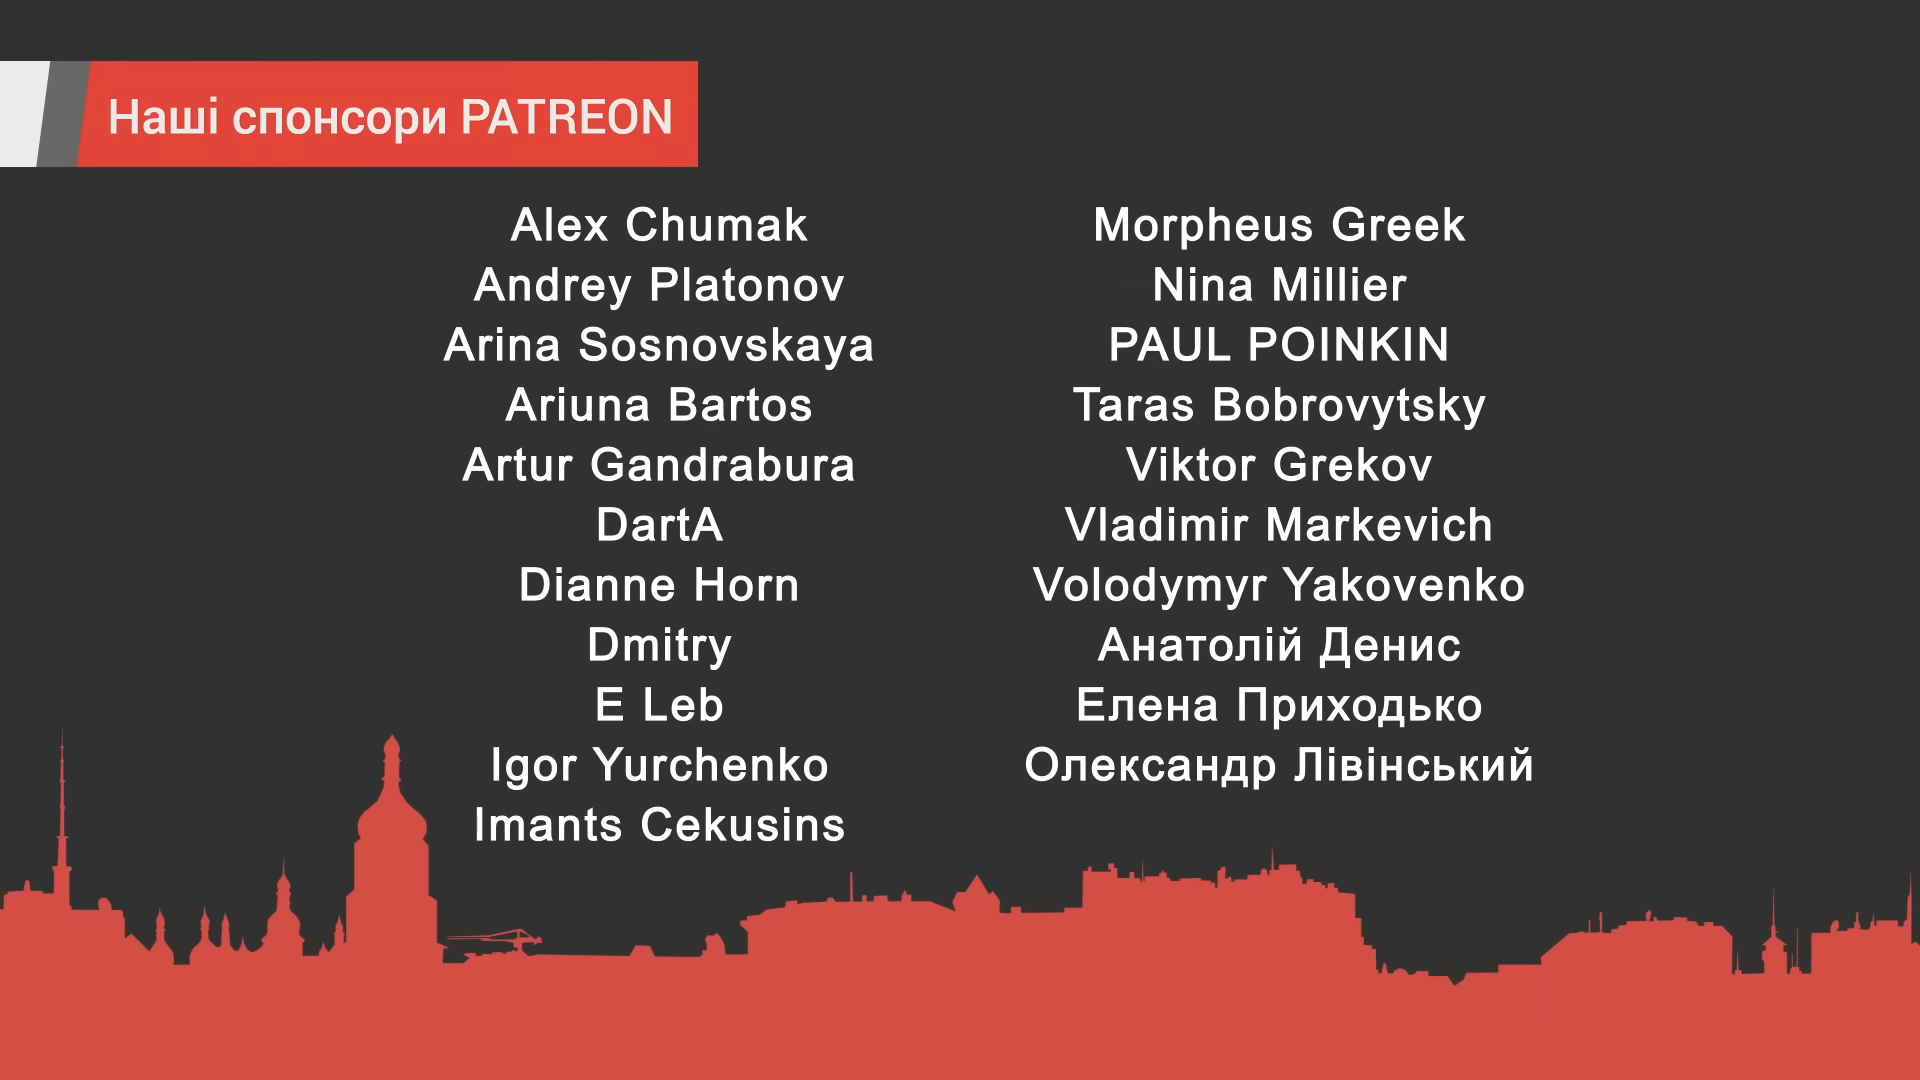 Наші спонсори PATREON
Alex Chumak
Andrey Platonov
Arina Sosnovskaya
Ariuna Bartos
Artur Gandrabura
DartA
Dianne Horn
Dmitry
E Leb
Igor Yurchenko
Imants Cekusins
Morpheus Greek
Nina Millier
PAUL POINKIN
Taras Bobrovytsky
Viktor Grekov
Vladimir Markevich
Volodymyr Yakovenko
Анатолій Денис
Елена Приходько
Олександр Лівінський